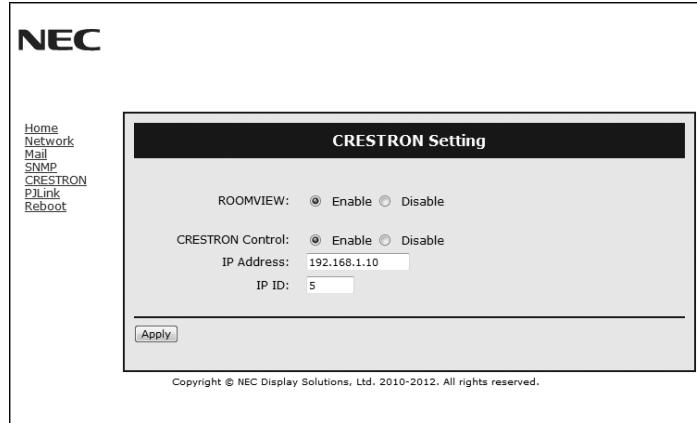 NEC
Home
Network
Mail
SNMP
CRESTRON
PJLink
Reboot
CRESTRON Setting
ROOMVIEW: Enable Disable
CRESTRON Control: Enable Disable
IP Address: 192.168.1.10
IP ID: 5
Apply
Copyright © NEC Display Solutions, Ltd. 2010-2012. All rights reserved.